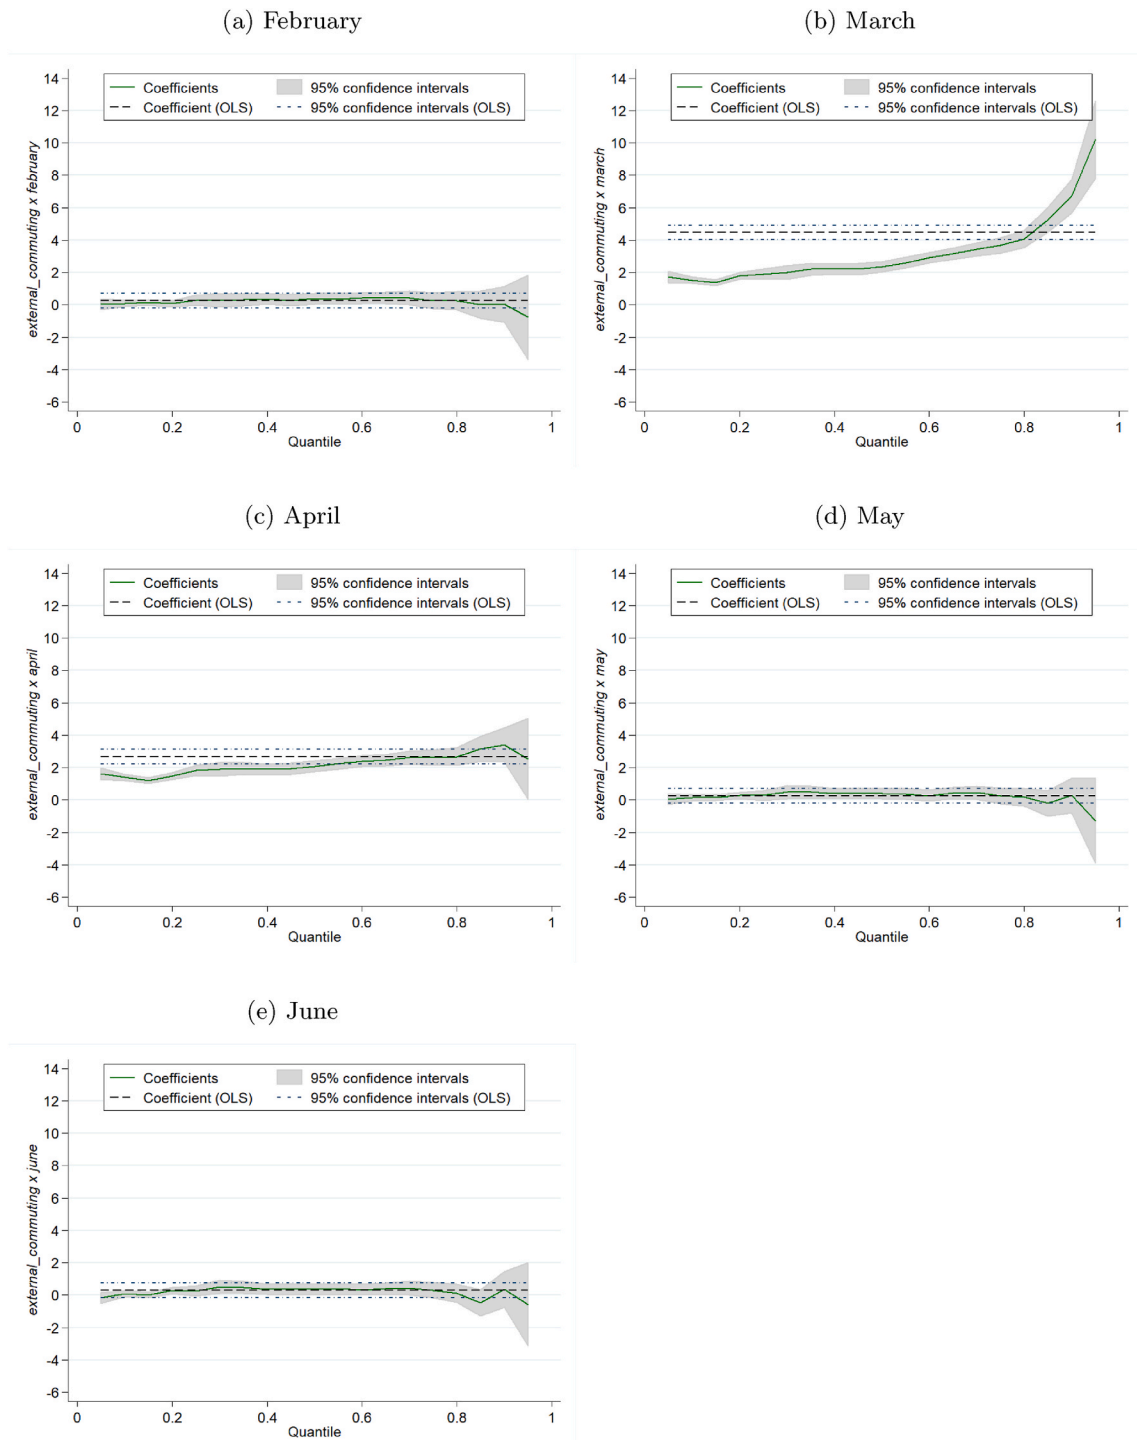 (a) February
(b) March
Coefficients
95% confidence intervals
Coefficient (OLS)
95% confidence intervals (OLS)
external_commuting x february
14
12
10
8
6
4
2
0
-2
-4
-6
0
0.2
0.4
0.6
0.8
1
Quantile
Coefficients
95% confidence intervals
Coefficient (OLS)
95% confidence intervals (OLS)
external_commuting x march
14
12
10
8
6
4
2
0
-2
-4
-6
0
0.2
0.4
0.6
0.8
1
Quantile
(c) April
(d) May
Coefficients
95% confidence intervals
Coefficient (OLS)
95% confidence intervals (OLS)
external_commuting x april
14
12
10
8
6
4
2
0
-2
-4
-6
0
0.2
0.4
0.6
0.8
1
Quantile
Coefficients
95% confidence intervals
Coefficient (OLS)
95% confidence intervals (OLS)
external_commuting x may
14
12
10
8
6
4
2
0
-2
-4
-6
0
0.2
0.4
0.6
0.8
1
Quantile
(e) June
Coefficients
95% confidence intervals
Coefficient (OLS)
95% confidence intervals (OLS)
external_commuting x june
14
12
10
8
6
4
2
0
-2
-4
-6
0
0.2
0.4
0.6
0.8
1
Quantile